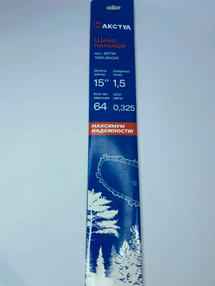 МАКСТУЛ
Шина
пильная
Длина шины
Ширина паза
15" 1,5
Кол-во звеньев
Шаг цепи
64 0,325
МАКСИМУМ
НАДЕЖНОСТИ!